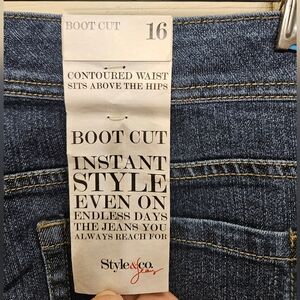 BOOT CUT 16
CONTOURED WAIST
SITS ABOVE THE HIPS
BOOT CUT
INSTANT
STYLE
EVEN ON
ENDLESS DAYS
THE JEANS YOU
ALWAYS REACH FOR
Style&co.
Jeans